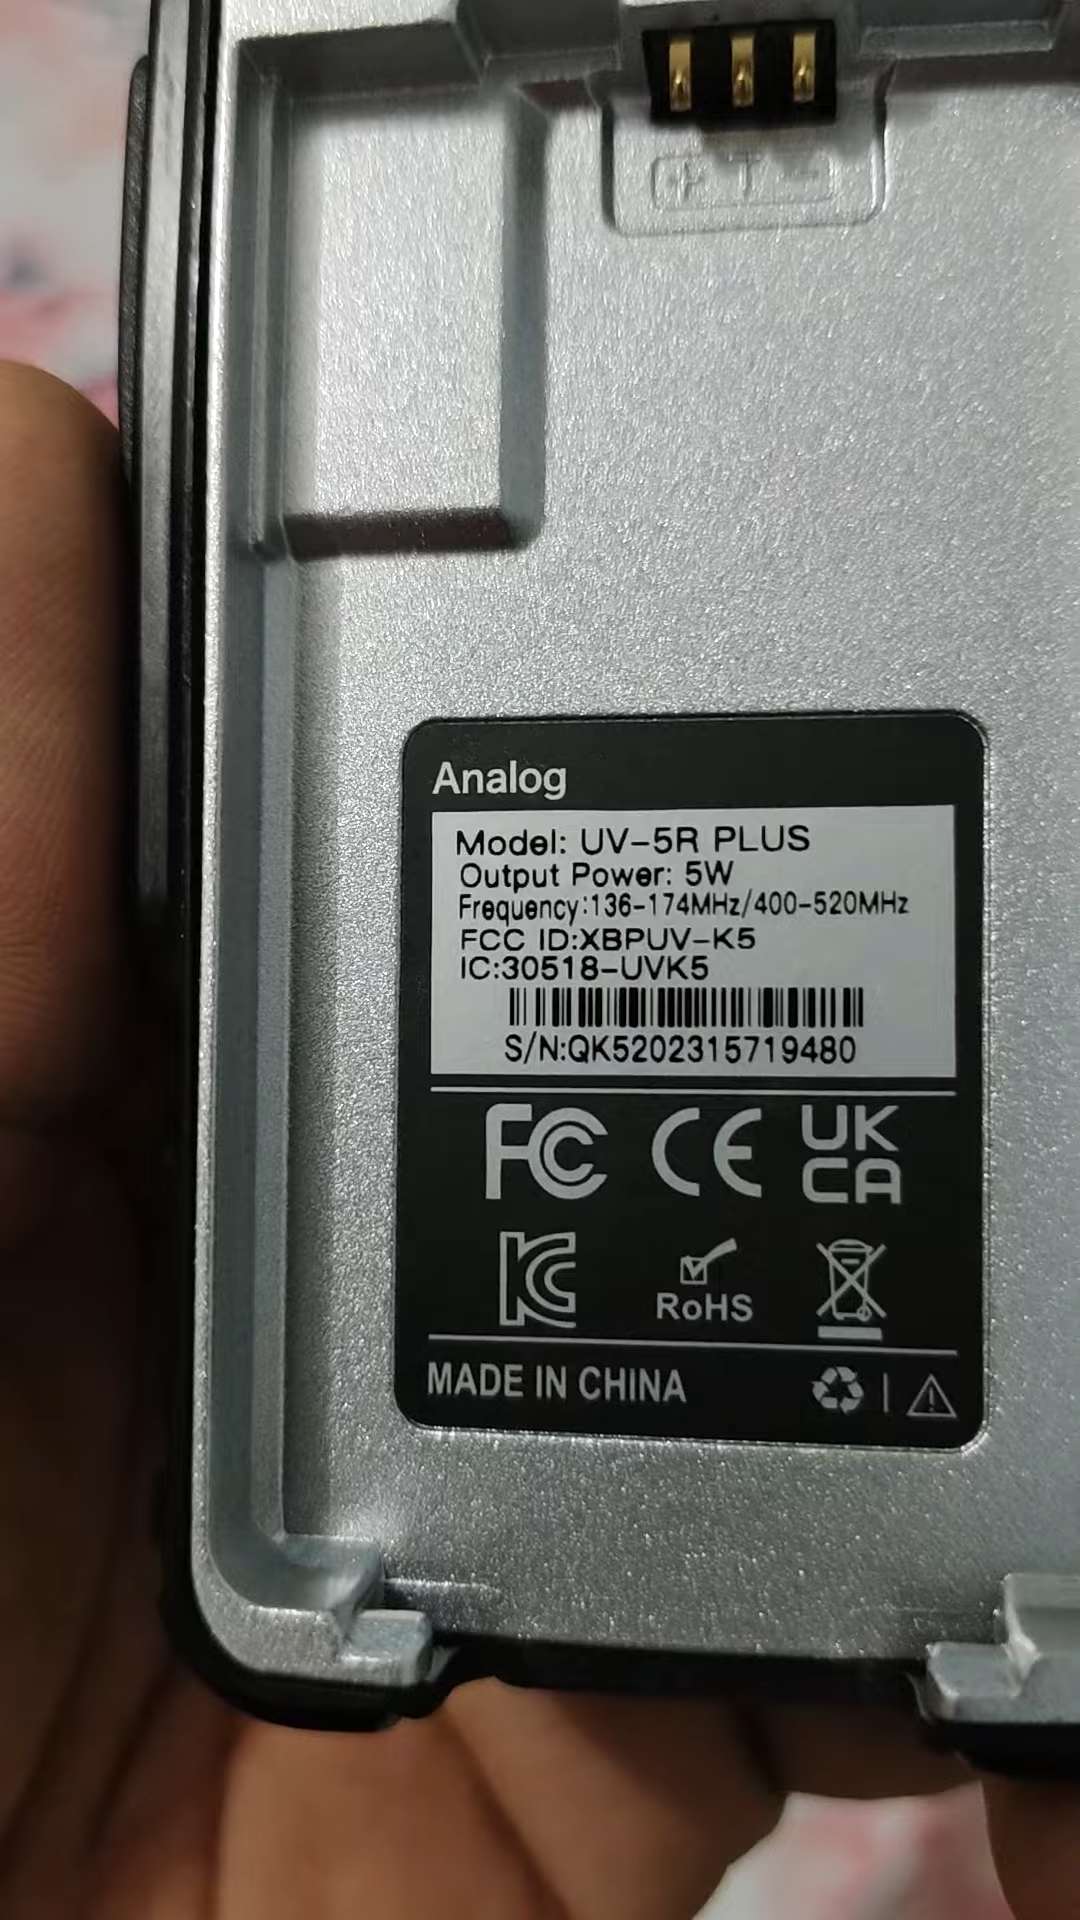 + T -
Analog
Model: UV-5R PLUS
Output Power: 5W
Frequency:136-174MHz/400-520MHz
FCC ID:XBPUV-K5
IC:30518-UVK5
S/N:QK5202315719480
FC CE UK
CA
KC RoHS
MADE IN CHINA